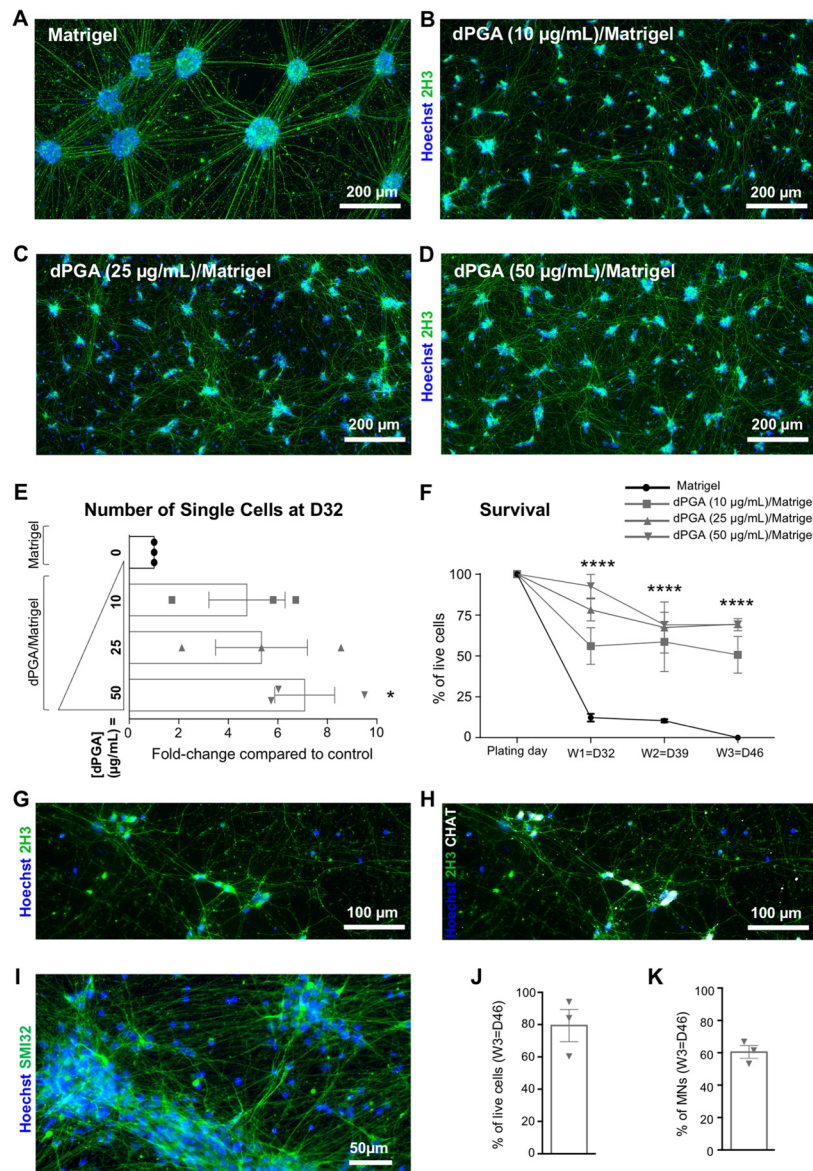 A
Matrigel
200 µm
B
dPGA (10 µg/mL)/Matrigel
Hoechst 2H3
200 µm
C
dPGA (25 µg/mL)/Matrigel
200 µm
D
dPGA (50 µg/mL)/Matrigel
Hoechst 2H3
200 µm
E
Number of Single Cells at D32
Matrigel
dPGA/Matrigel
0
10
25
50
[dPGA] =
(µg/mL)
*
0 2 4 6 8 10
Fold-change compared to control
F
Survival
Matrigel
dPGA (10 µg/mL)/Matrigel
dPGA (25 µg/mL)/Matrigel
dPGA (50 µg/mL)/Matrigel
**** **** ****
% of live cells
100
75
50
25
0
Plating day W1=D32 W2=D39 W3=D46
G
Hoechst 2H3
100 µm
H
Hoechst 2H3 CHAT
100 µm
I
Hoechst SMI32
50µm
J
% of live cells (W3=D46)
100
80
60
40
20
0
K
% of MNs (W3=D46)
100
80
60
40
20
0